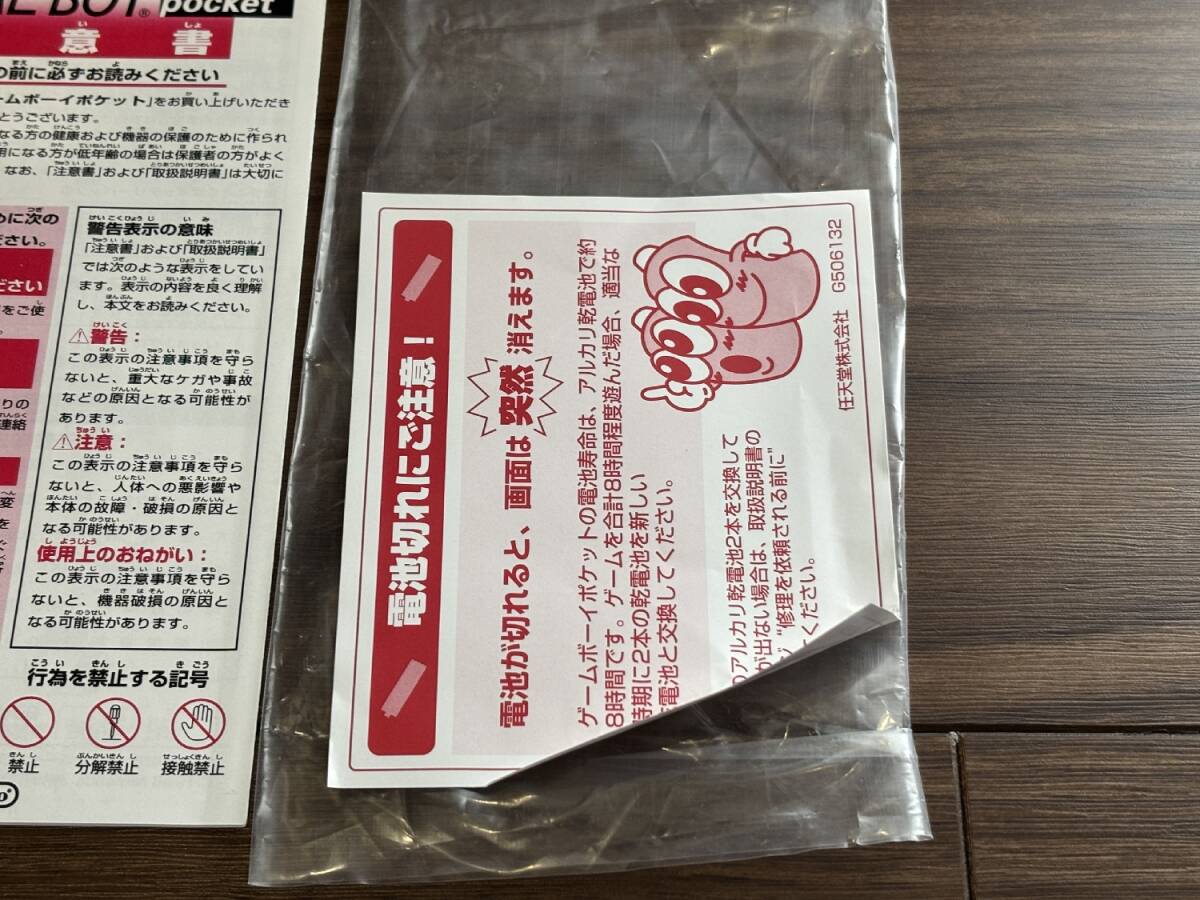 pocket
意書
の前に必ずお読みください
ームボーイポケット」をお買い上げいただき
とうございます。
なる方の健康および機器の保護のために作られ
用になる方が低年齢の場合は保護者の方がよく
なお、「注意書」および「取扱説明書」は大切に
めに次の
ださい。
ださい
をご使
りの
連絡
変
を
警告表示の意味
「注意書」および「取扱説明書」
では次のような表示をしてい
ます。表示の内容を良く理解
し、本文をお読みください。
⚠警告：
この表示の注意事項を守ら
ないと、重大なケガや事故
などの原因となる可能性が
あります。
⚠注意：
この表示の注意事項を守ら
ないと、人体への悪影響や
本体の故障・破損の原因と
なる可能性があります。
使用上のおねがい：
この表示の注意事項を守ら
ないと、機器破損の原因と
なる可能性があります。
行為を禁止する記号
禁止
分解禁止
接触禁止
電池切れにご注意！
電池が切れると、画面は突然消えます。
ゲームボーイポケットの電池寿命は、アルカリ乾電池で約
8時間です。ゲームを合計8時間程度遊んだ場合、適当な
時期に2本の乾電池を新しい
電池と交換してください。
のアルカリ乾電池2本を交換して
が出ない場合は、取扱説明書の
ジ"修理を依頼される前に"
ください。
任天堂株式会社 G506132